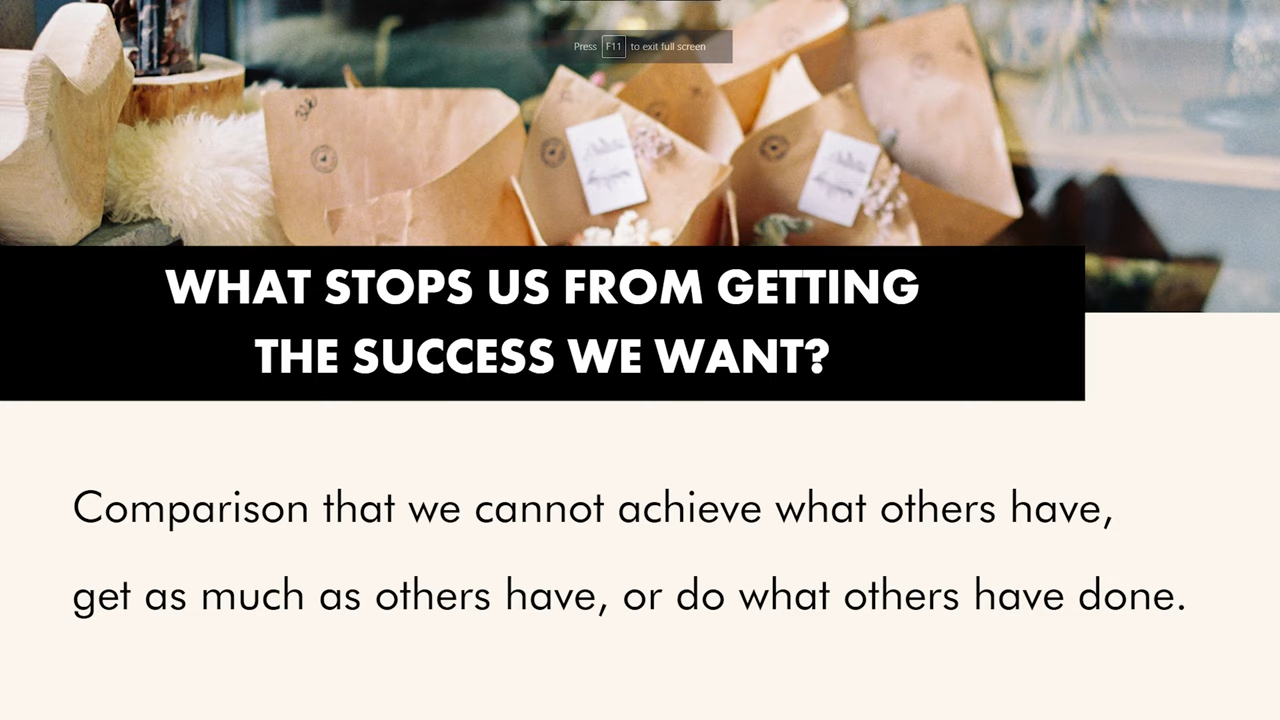 Press F11 to exit full screen
WHAT STOPS US FROM GETTING
THE SUCCESS WE WANT?
Comparison that we cannot achieve what others have,
get as much as others have, or do what others have done.